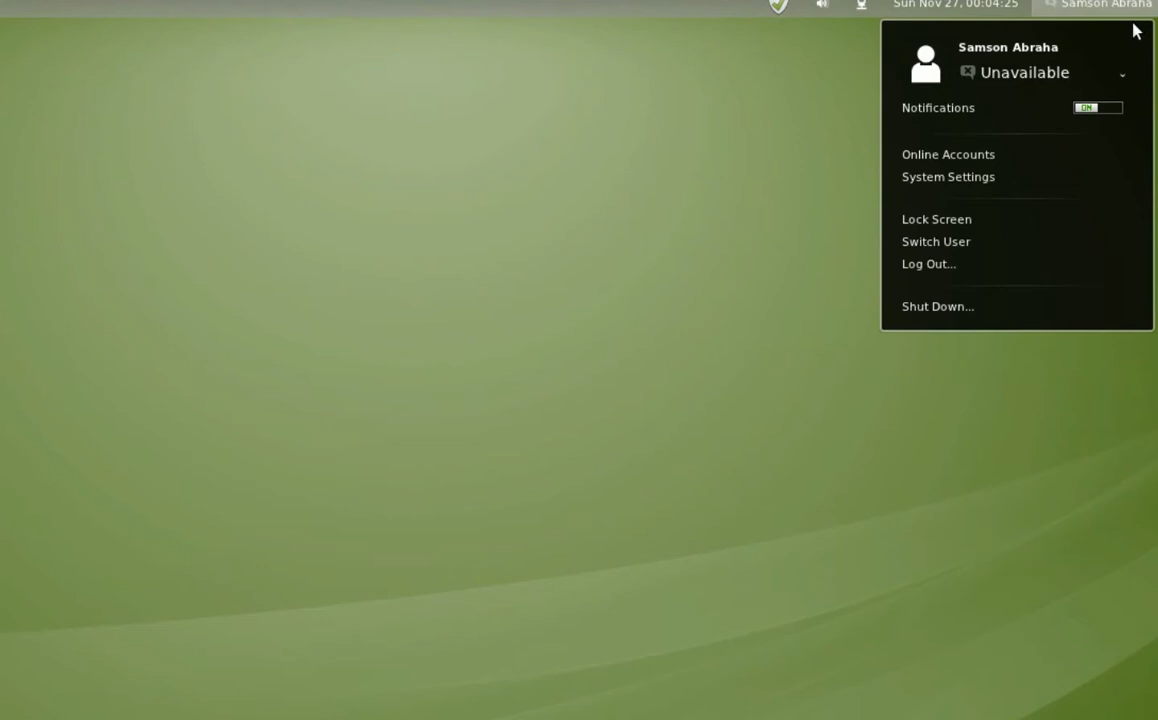 Sun Nov 27, 00:04:25 Samson Abraha
Samson Abraha
Unavailable
Notifications ON
Online Accounts
System Settings
Lock Screen
Switch User
Log Out...
Shut Down...